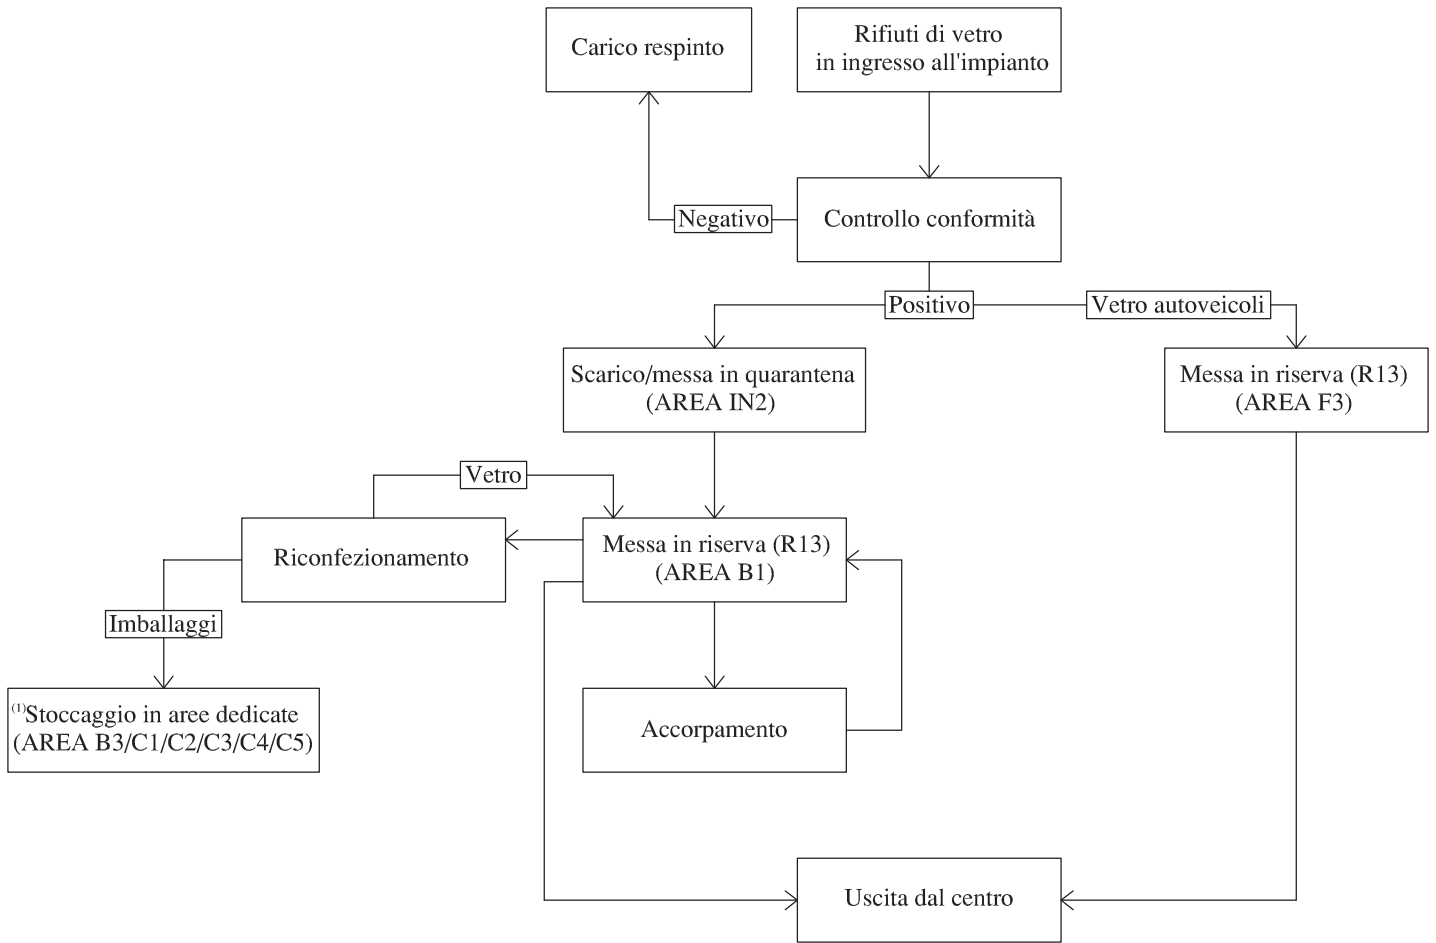 Carico respinto
Rifiuti di vetro
in ingresso all'impianto
Negativo
Controllo conformità
Positivo
Vetro autoveicoli
Scarico/messa in quarantena
(AREA IN2)
Messa in riserva (R13)
(AREA F3)
Vetro
Riconfezionamento
Messa in riserva (R13)
(AREA B1)
Imballaggi
(1)Stoccaggio in aree dedicate
(AREA B3/C1/C2/C3/C4/C5)
Accorpamento
Uscita dal centro